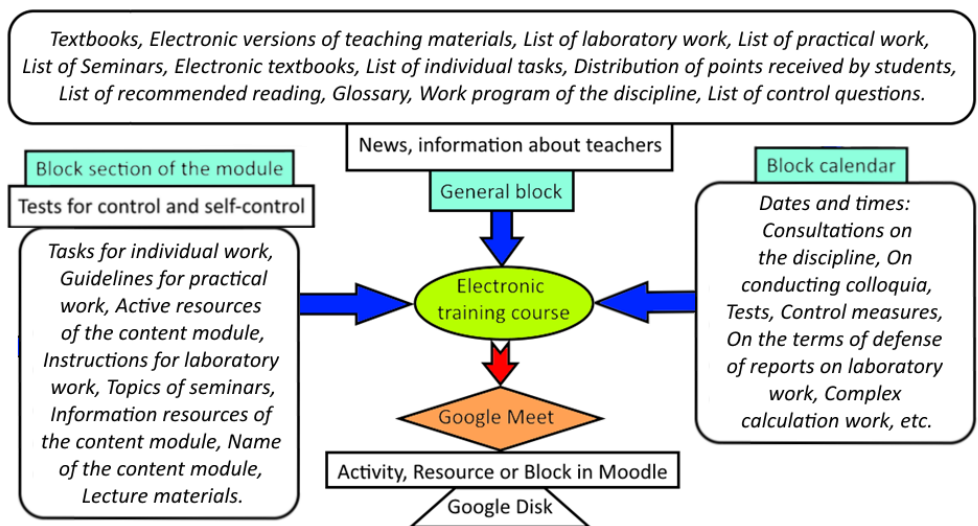 Textbooks, Electronic versions of teaching materials, List of laboratory work, List of practical work,
List of Seminars, Electronic textbooks, List of individual tasks, Distribution of points received by students,
List of recommended reading, Glossary, Work program of the discipline, List of control questions.
News, information about teachers
General block
Block section of the module
Tests for control and self-control
Tasks for individual work,
Guidelines for practical
work, Active resources
of the content module,
Instructions for laboratory
work, Topics of seminars,
Information resources of
the content module, Name
of the content module,
Lecture materials.
Electronic
training course
Block calendar
Dates and times:
Consultations on
the discipline, On
conducting colloquia,
Tests, Control measures,
On the terms of defense
of reports on laboratory
work, Complex
calculation work, etc.
Google Meet
Activity, Resource or Block in Moodle
Google Disk